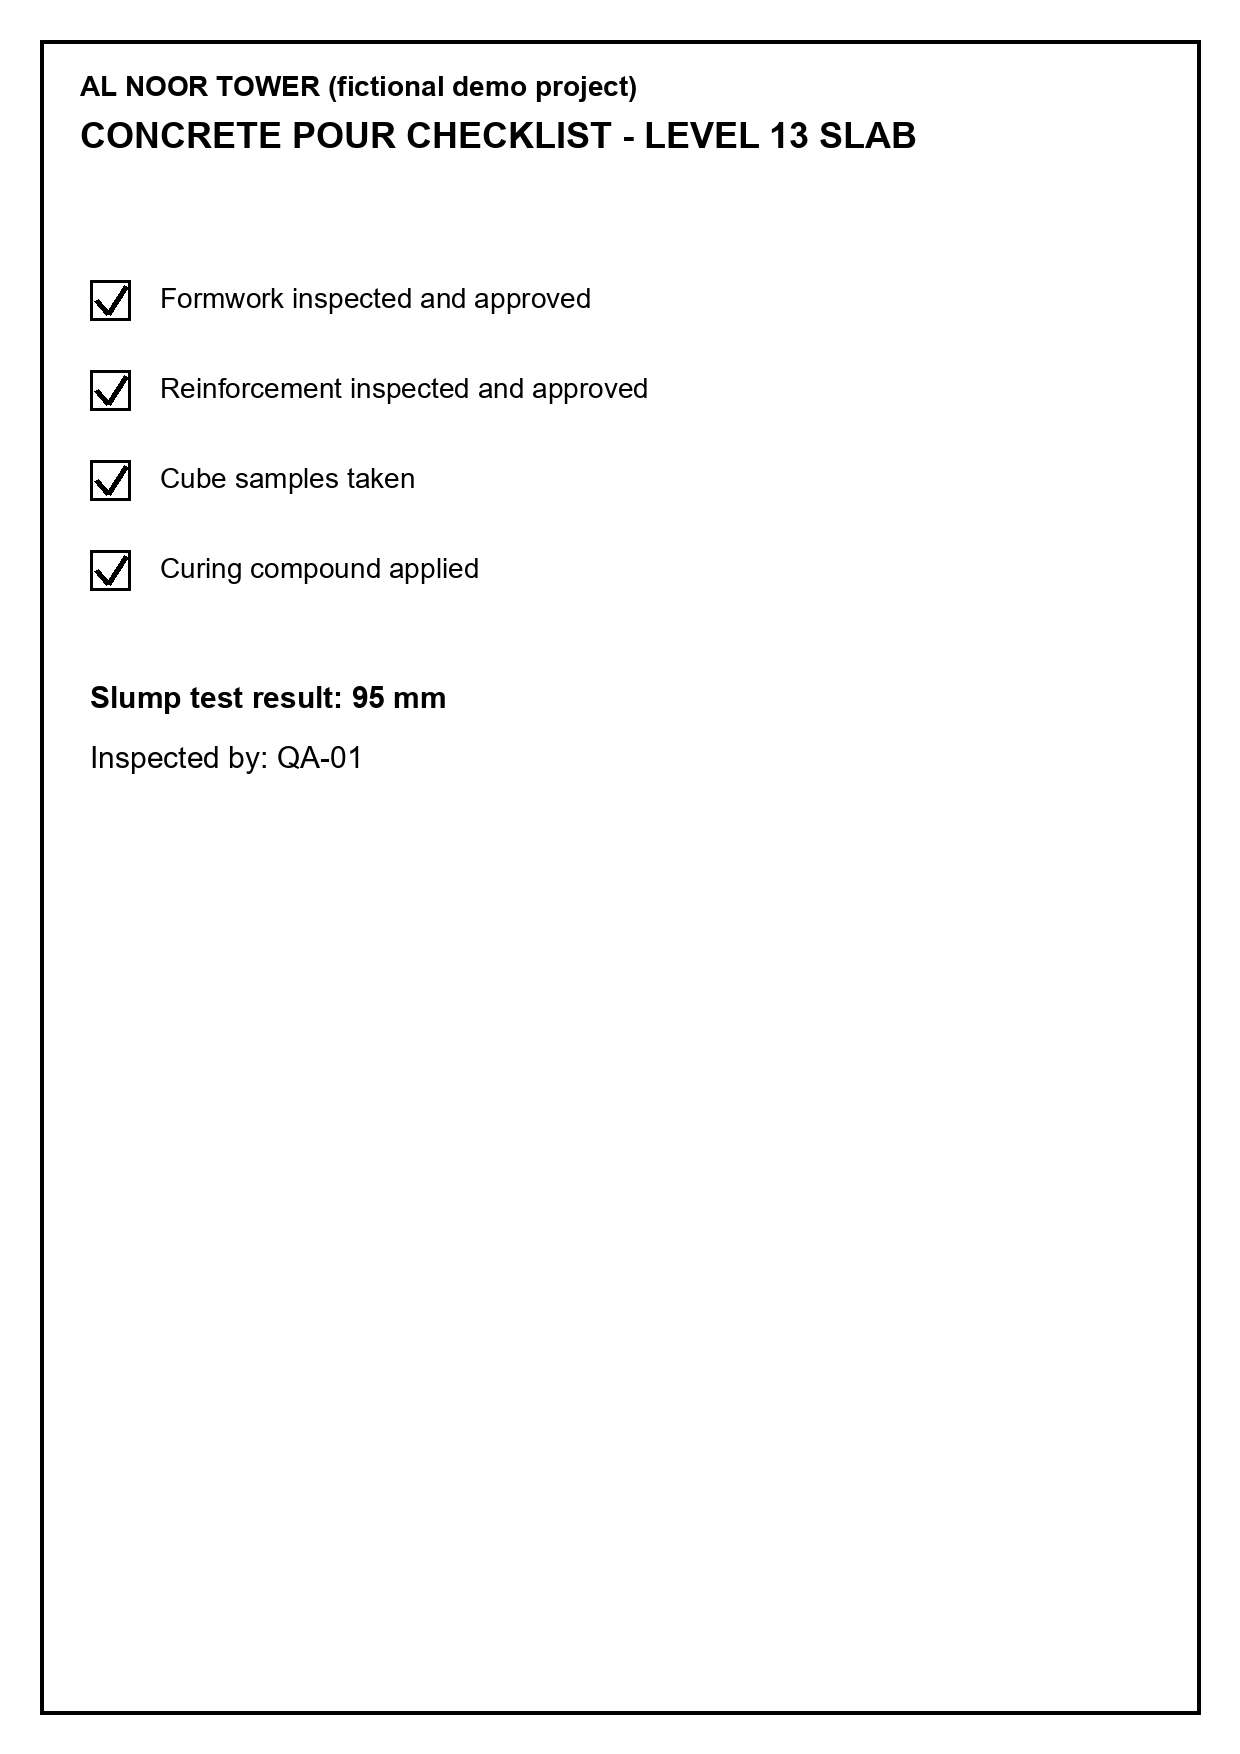 AL NOOR TOWER (fictional demo project)
CONCRETE POUR CHECKLIST - LEVEL 13 SLAB
Formwork inspected and approved
Reinforcement inspected and approved
Cube samples taken
Curing compound applied
Slump test result: 95 mm
Inspected by: QA-01